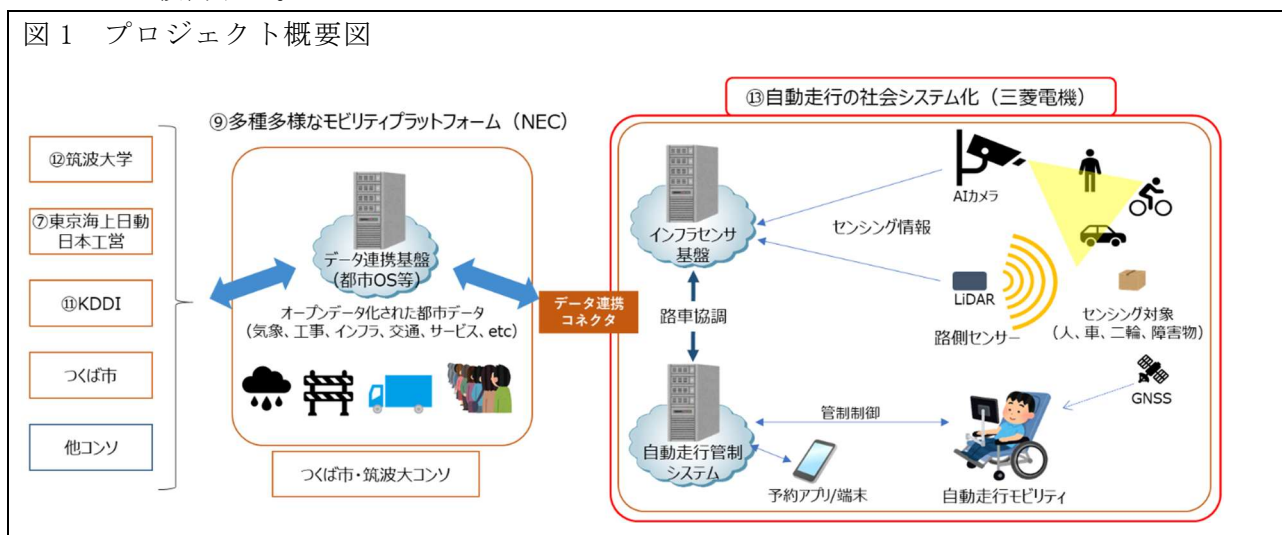 図1 プロジェクト概要図
⑬自動走行の社会システム化（三菱電機）
⑨多種多様なモビリティプラットフォーム（NEC）
⑫筑波大学
⑦東京海上日動
日本工営
⑪KDDI
つくば市
他コンソ
データ連携基盤
(都市OS等)
オープンデータ化された都市データ
(気象、工事、インフラ、交通、サービス、etc)
つくば市・筑波大コンソ
データ連携
コネクタ
インフラセンサ
基盤
路車協調
自動走行管制
システム
センシング情報
AIカメラ
LiDAR
路側センサー
センシング対象
(人、車、二輪、障害物)
GNSS
管制制御
予約アプリ/端末
自動走行モビリティ